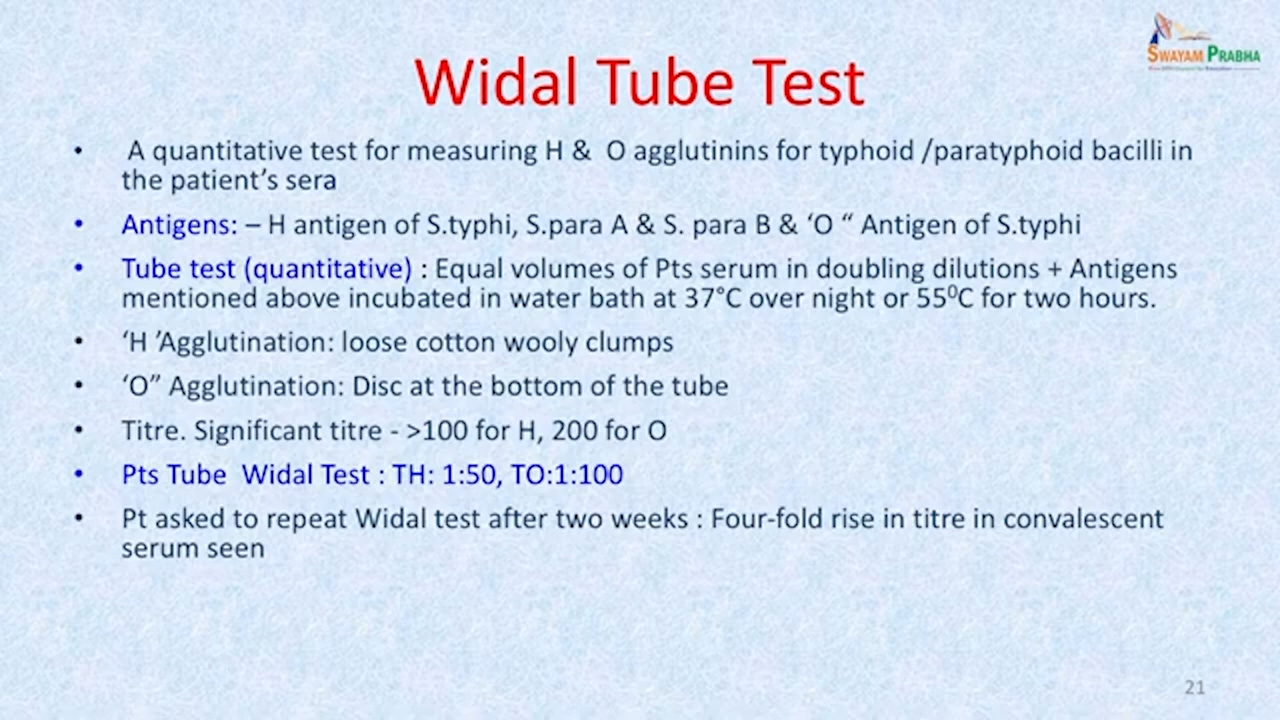 SWAYAM PRABHA
Widal Tube Test
• A quantitative test for measuring H & O agglutinins for typhoid /paratyphoid bacilli in
the patient’s sera
• Antigens: – H antigen of S.typhi, S.para A & S. para B & ‘O “ Antigen of S.typhi
• Tube test (quantitative) : Equal volumes of Pts serum in doubling dilutions + Antigens
mentioned above incubated in water bath at 37°C over night or 55⁰C for two hours.
• ‘H ’Agglutination: loose cotton wooly clumps
• ‘O” Agglutination: Disc at the bottom of the tube
• Titre. Significant titre - >100 for H, 200 for O
• Pts Tube Widal Test : TH: 1:50, TO:1:100
• Pt asked to repeat Widal test after two weeks : Four-fold rise in titre in convalescent
serum seen
21